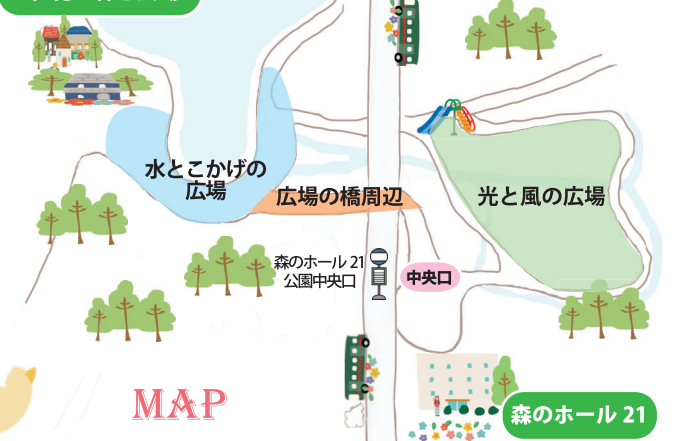 水とこかげの
広場
広場の橋周辺
光と風の広場
森のホール 21
公園中央口
中央口
MAP
森のホール 21